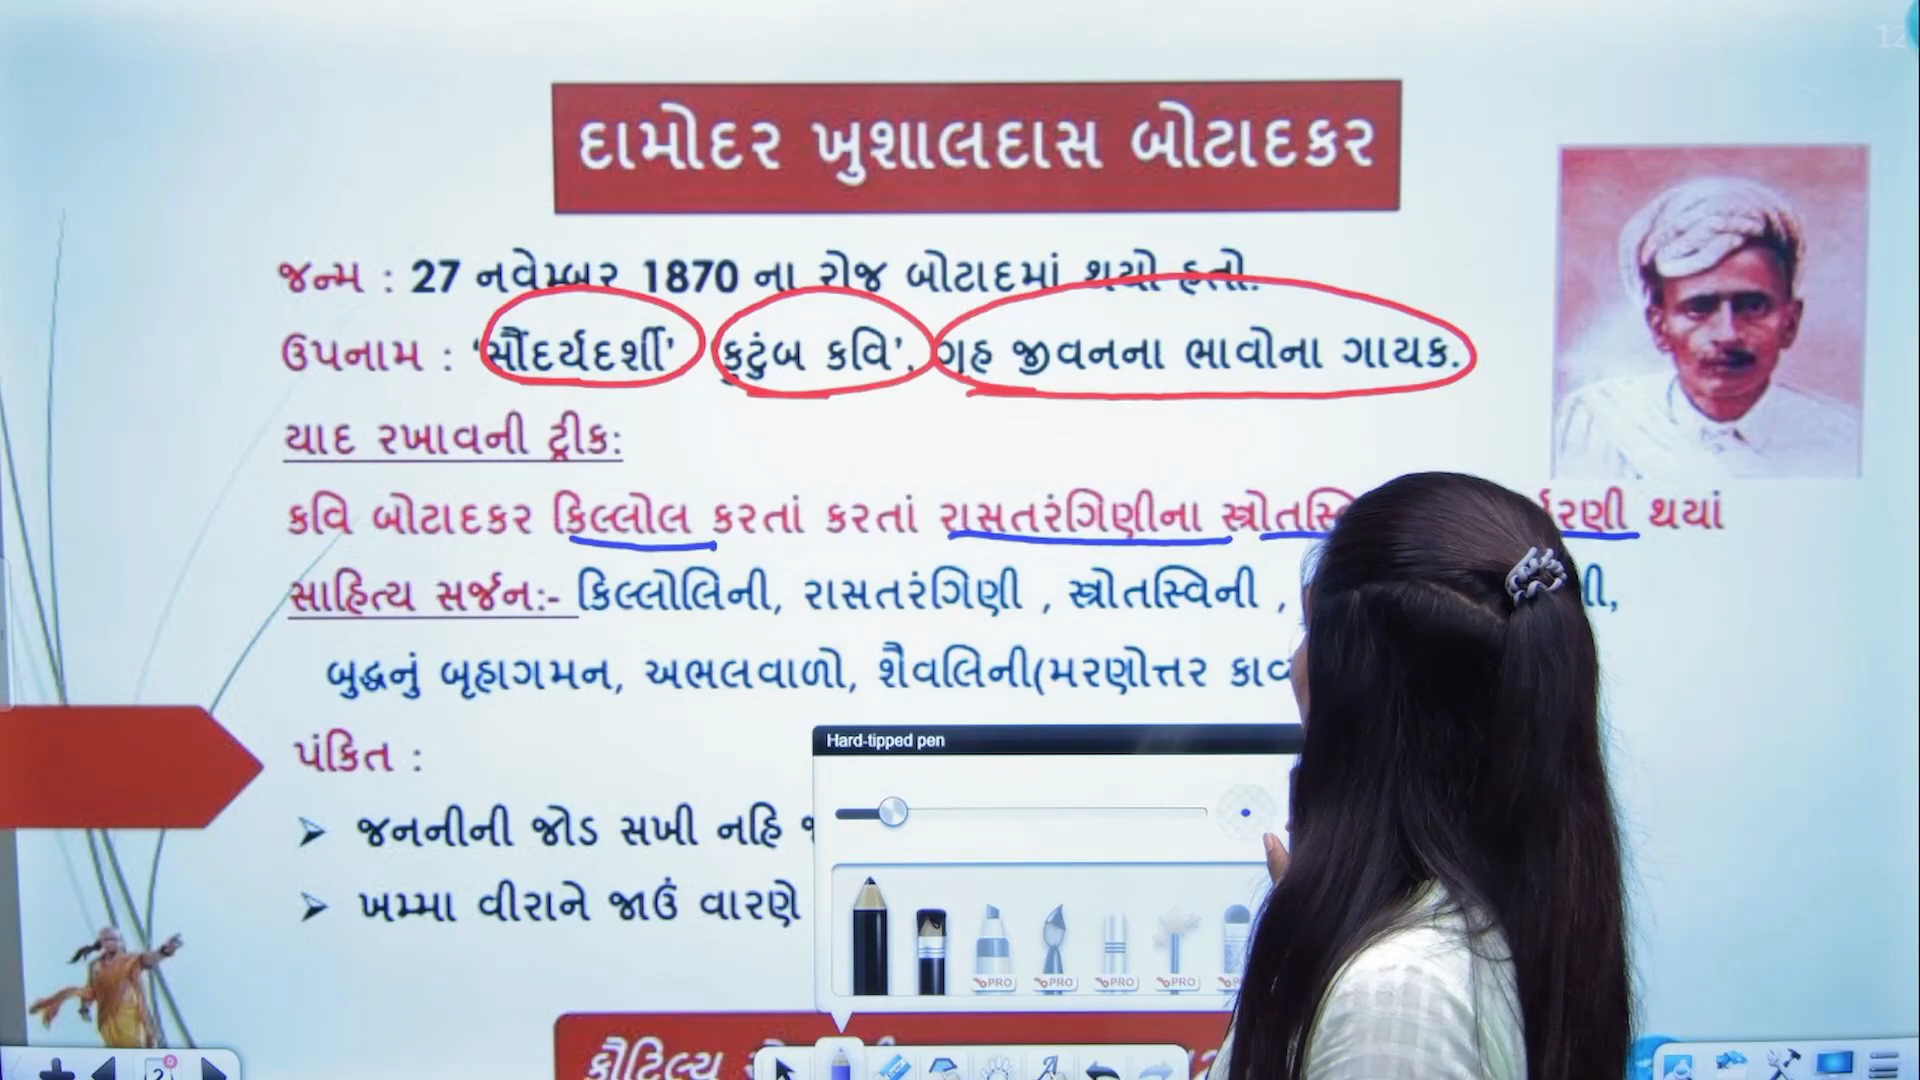 12
દામોદર ખુશાલદાસ બોટાદકર
જન્મ : 27 નવેમ્બર 1870 ના રોજ બોટાદમાં થયો હતો.
ઉપનામ : 'સૌંદર્યદર્શી' કુટુંબ કવિ', ગૃહ જીવનના ભાવોના ગાયક.
યાદ રખાવની ટ્રીક:
કવિ બોટાદકર કિલ્લોલ કરતાં કરતાં રાસતરંગિણીના થયાં
સાહિત્ય સર્જન:- કિલ્લોલિની, રાસતરંગિણી , સ્ત્રોતસ્વિની ,
બુદ્ધનું બૃહાગમન, અભલવાળો, શૈવલિની(મરણોત્તર
પંકિત :
➢ જનનીની જોડ સખી નહિ
➢ ખમ્મા વીરાને જાઉં વારણે
Hard-tipped pen
PRO PRO PRO PRO
કૌટિલ્ય
2